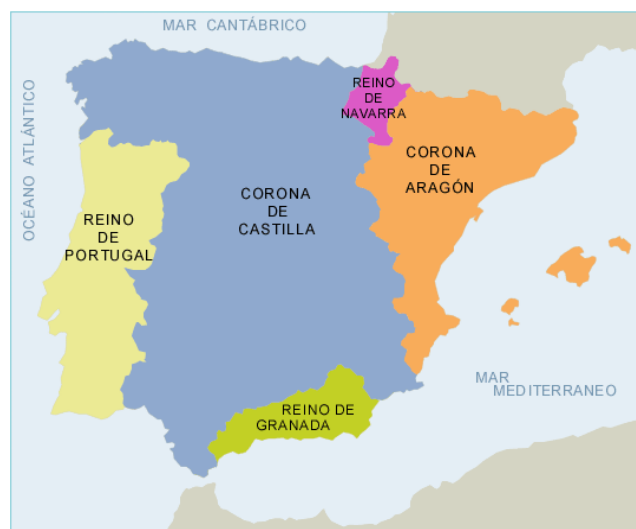 MAR CANTÁBRICO
OCÉANO ATLÁNTICO
REINO
DE
NAVARRA
CORONA
DE
ARAGÓN
CORONA
DE
CASTILLA
REINO
DE
PORTUGAL
MAR
MEDITERRANEO
REINO DE
GRANADA